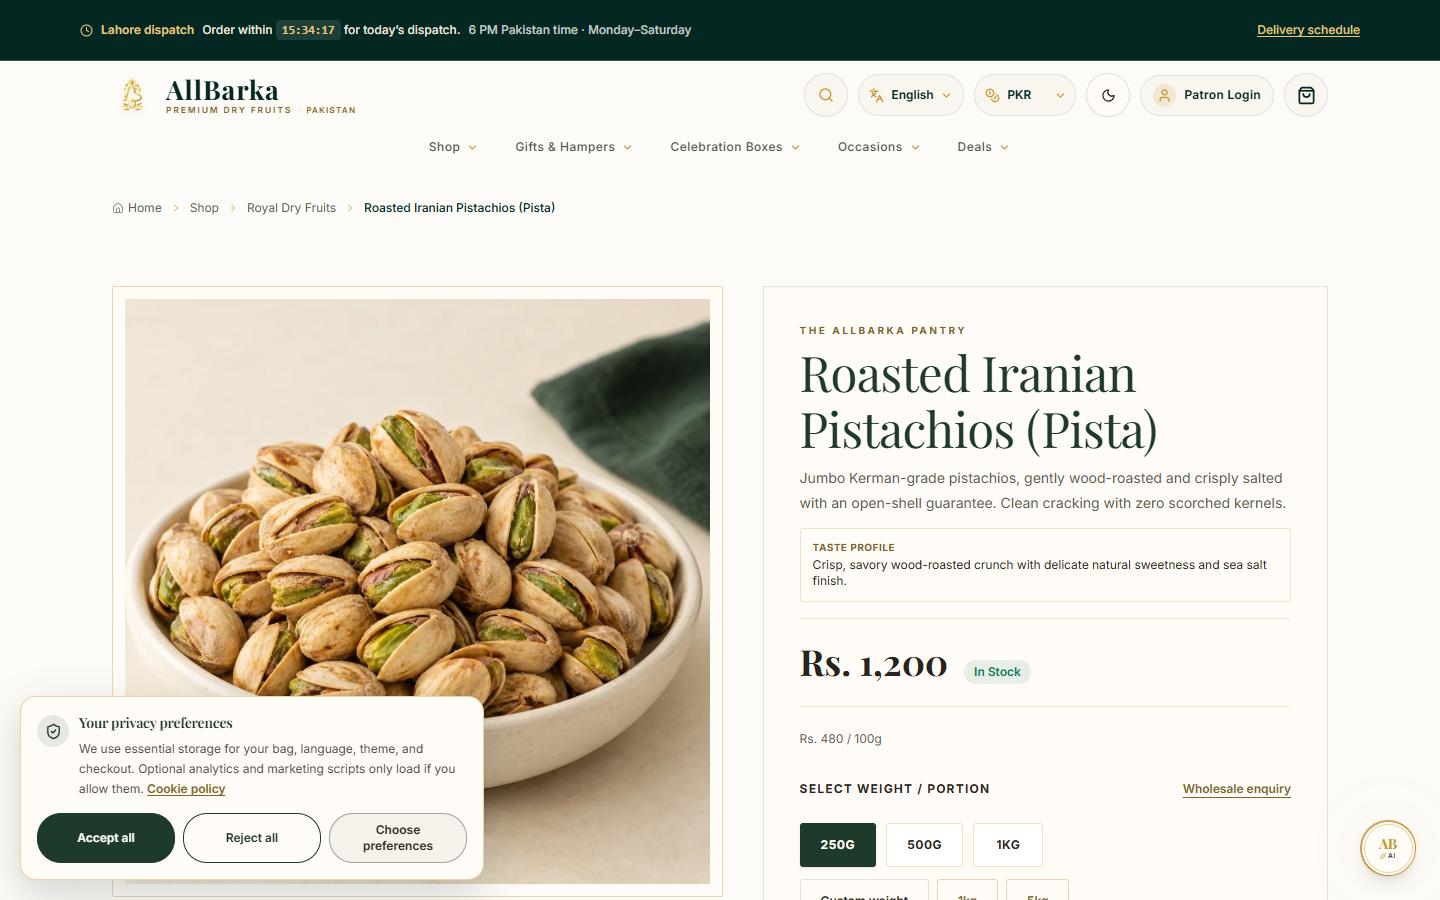 Lahore dispatch Order within 15:34:17 for today’s dispatch. 6 PM Pakistan time · Monday–Saturday
Delivery schedule
AllBarka
PREMIUM DRY FRUITS · PAKISTAN
English
PKR
Patron Login
Shop
Gifts & Hampers
Celebration Boxes
Occasions
Deals
Home
Shop
Royal Dry Fruits
Roasted Iranian Pistachios (Pista)
THE ALLBARKA PANTRY
Roasted Iranian
Pistachios (Pista)
Jumbo Kerman-grade pistachios, gently wood-roasted and crisply salted
with an open-shell guarantee. Clean cracking with zero scorched kernels.
TASTE PROFILE
Crisp, savory wood-roasted crunch with delicate natural sweetness and sea salt
finish.
Rs. 1,200
In Stock
Rs. 480 / 100g
SELECT WEIGHT / PORTION
Wholesale enquiry
250G
500G
1KG
Custom weight
1kg
5kg
Your privacy preferences
We use essential storage for your bag, language, theme, and
checkout. Optional analytics and marketing scripts only load if you
allow them. Cookie policy
Accept all
Reject all
Choose
preferences
AB
AI